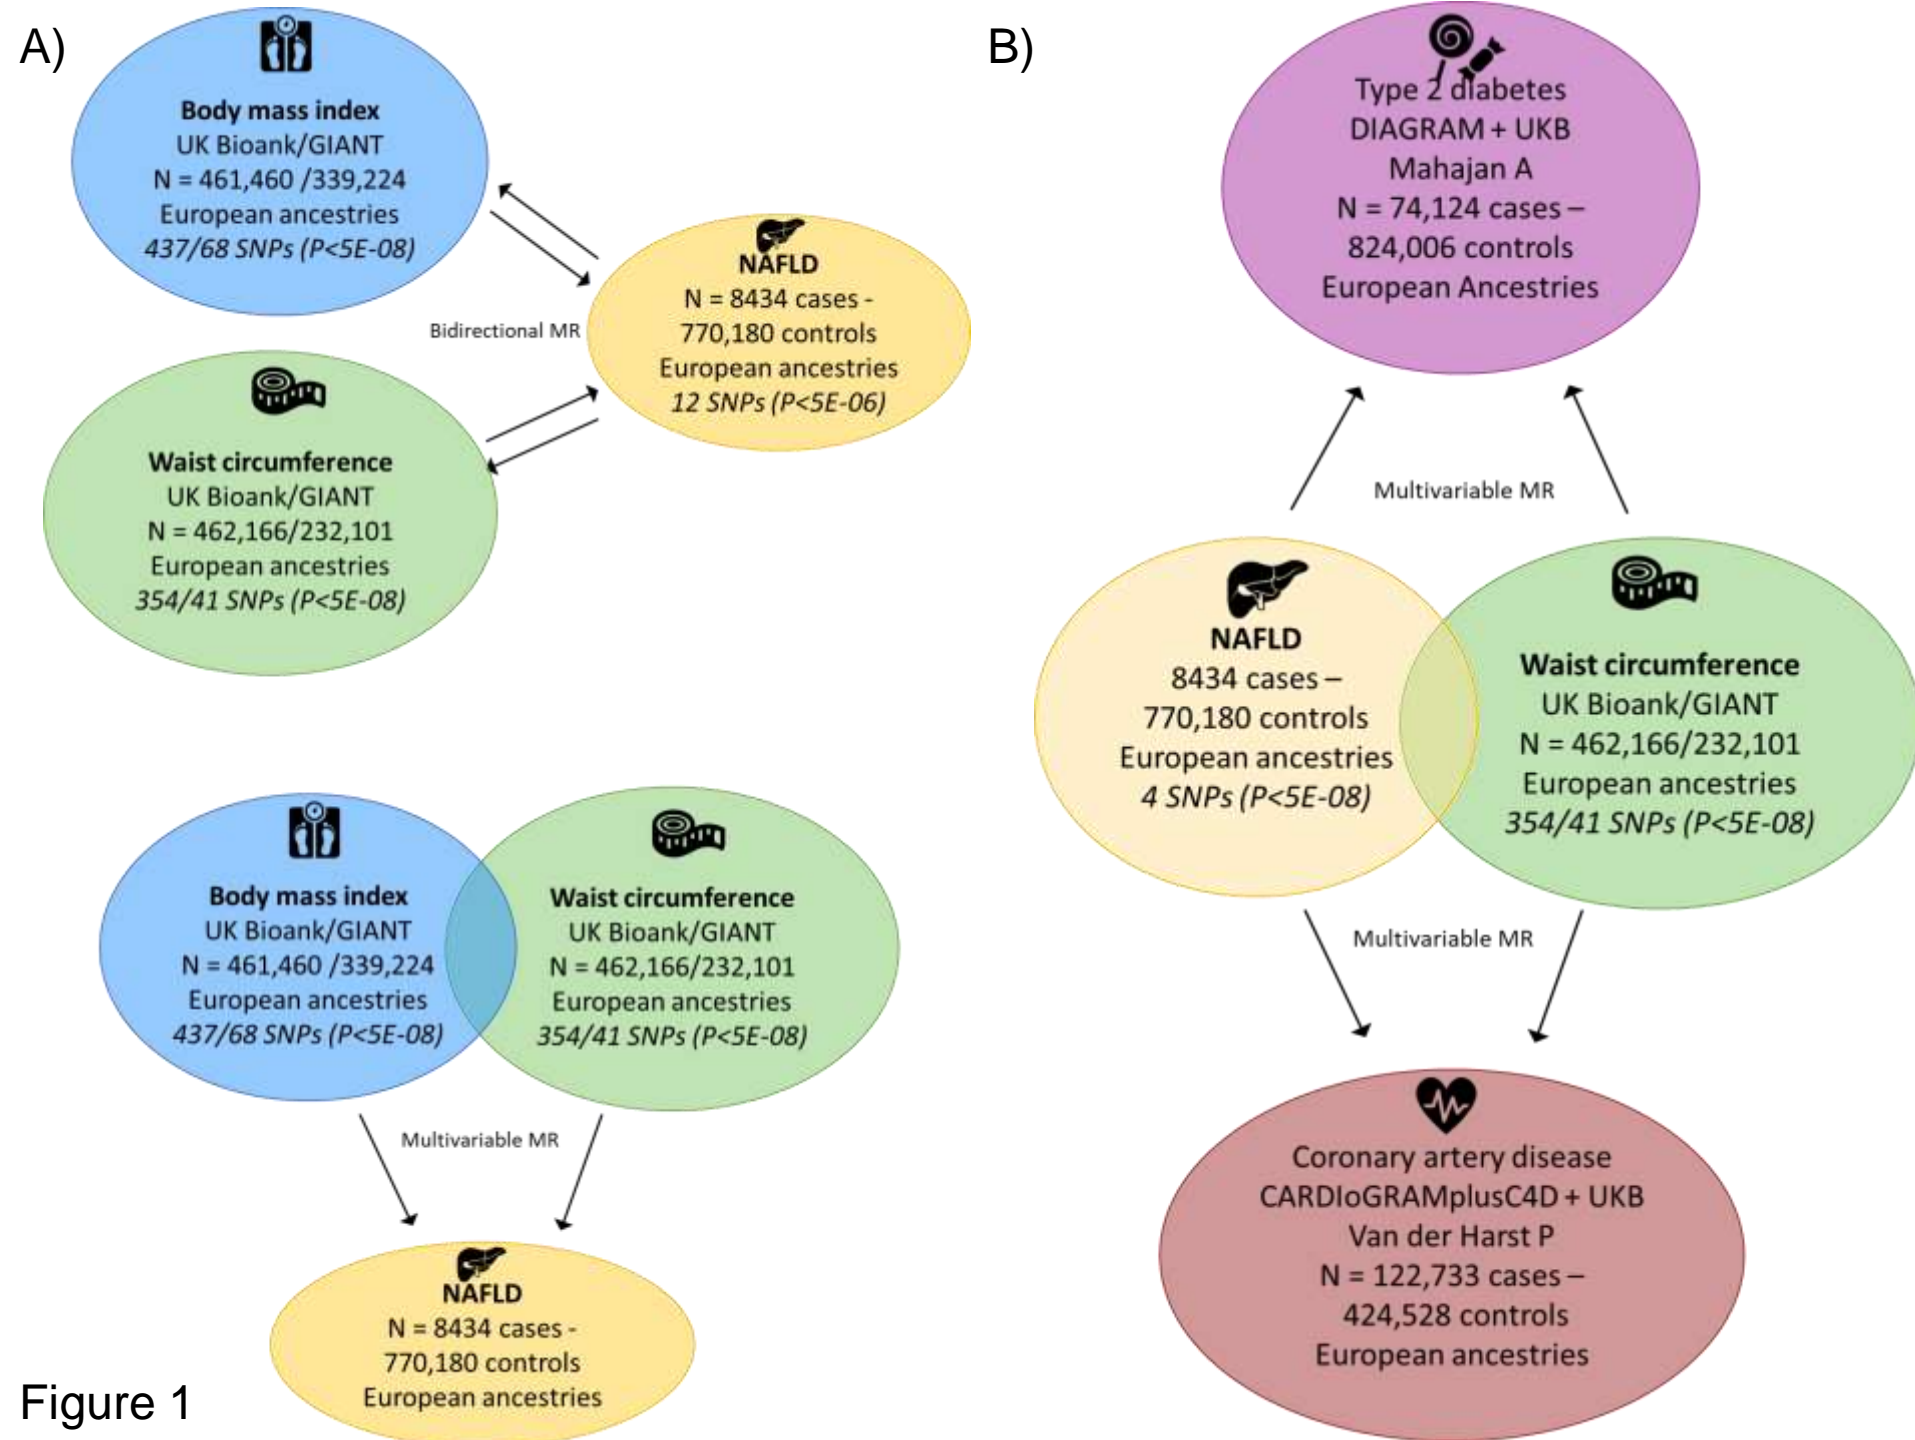 A)
Body mass index
UK Bioank/GIANT
N = 461,460 /339,224
European ancestries
437/68 SNPs (P<5E-08)
NAFLD
N = 8434 cases -
770,180 controls
European ancestries
12 SNPs (P<5E-06)
Bidirectional MR
Waist circumference
UK Bioank/GIANT
N = 462,166/232,101
European ancestries
354/41 SNPs (P<5E-08)
Body mass index
UK Bioank/GIANT
N = 461,460 /339,224
European ancestries
437/68 SNPs (P<5E-08)
Waist circumference
UK Bioank/GIANT
N = 462,166/232,101
European ancestries
354/41 SNPs (P<5E-08)
Multivariable MR
NAFLD
N = 8434 cases -
770,180 controls
European ancestries
B)
Type 2 diabetes
DIAGRAM + UKB
Mahajan A
N = 74,124 cases –
824,006 controls
European Ancestries
Multivariable MR
NAFLD
8434 cases –
770,180 controls
European ancestries
4 SNPs (P<5E-08)
Waist circumference
UK Bioank/GIANT
N = 462,166/232,101
European ancestries
354/41 SNPs (P<5E-08)
Multivariable MR
Coronary artery disease
CARDIoGRAMplusC4D + UKB
Van der Harst P
N = 122,733 cases –
424,528 controls
European ancestries
Figure 1